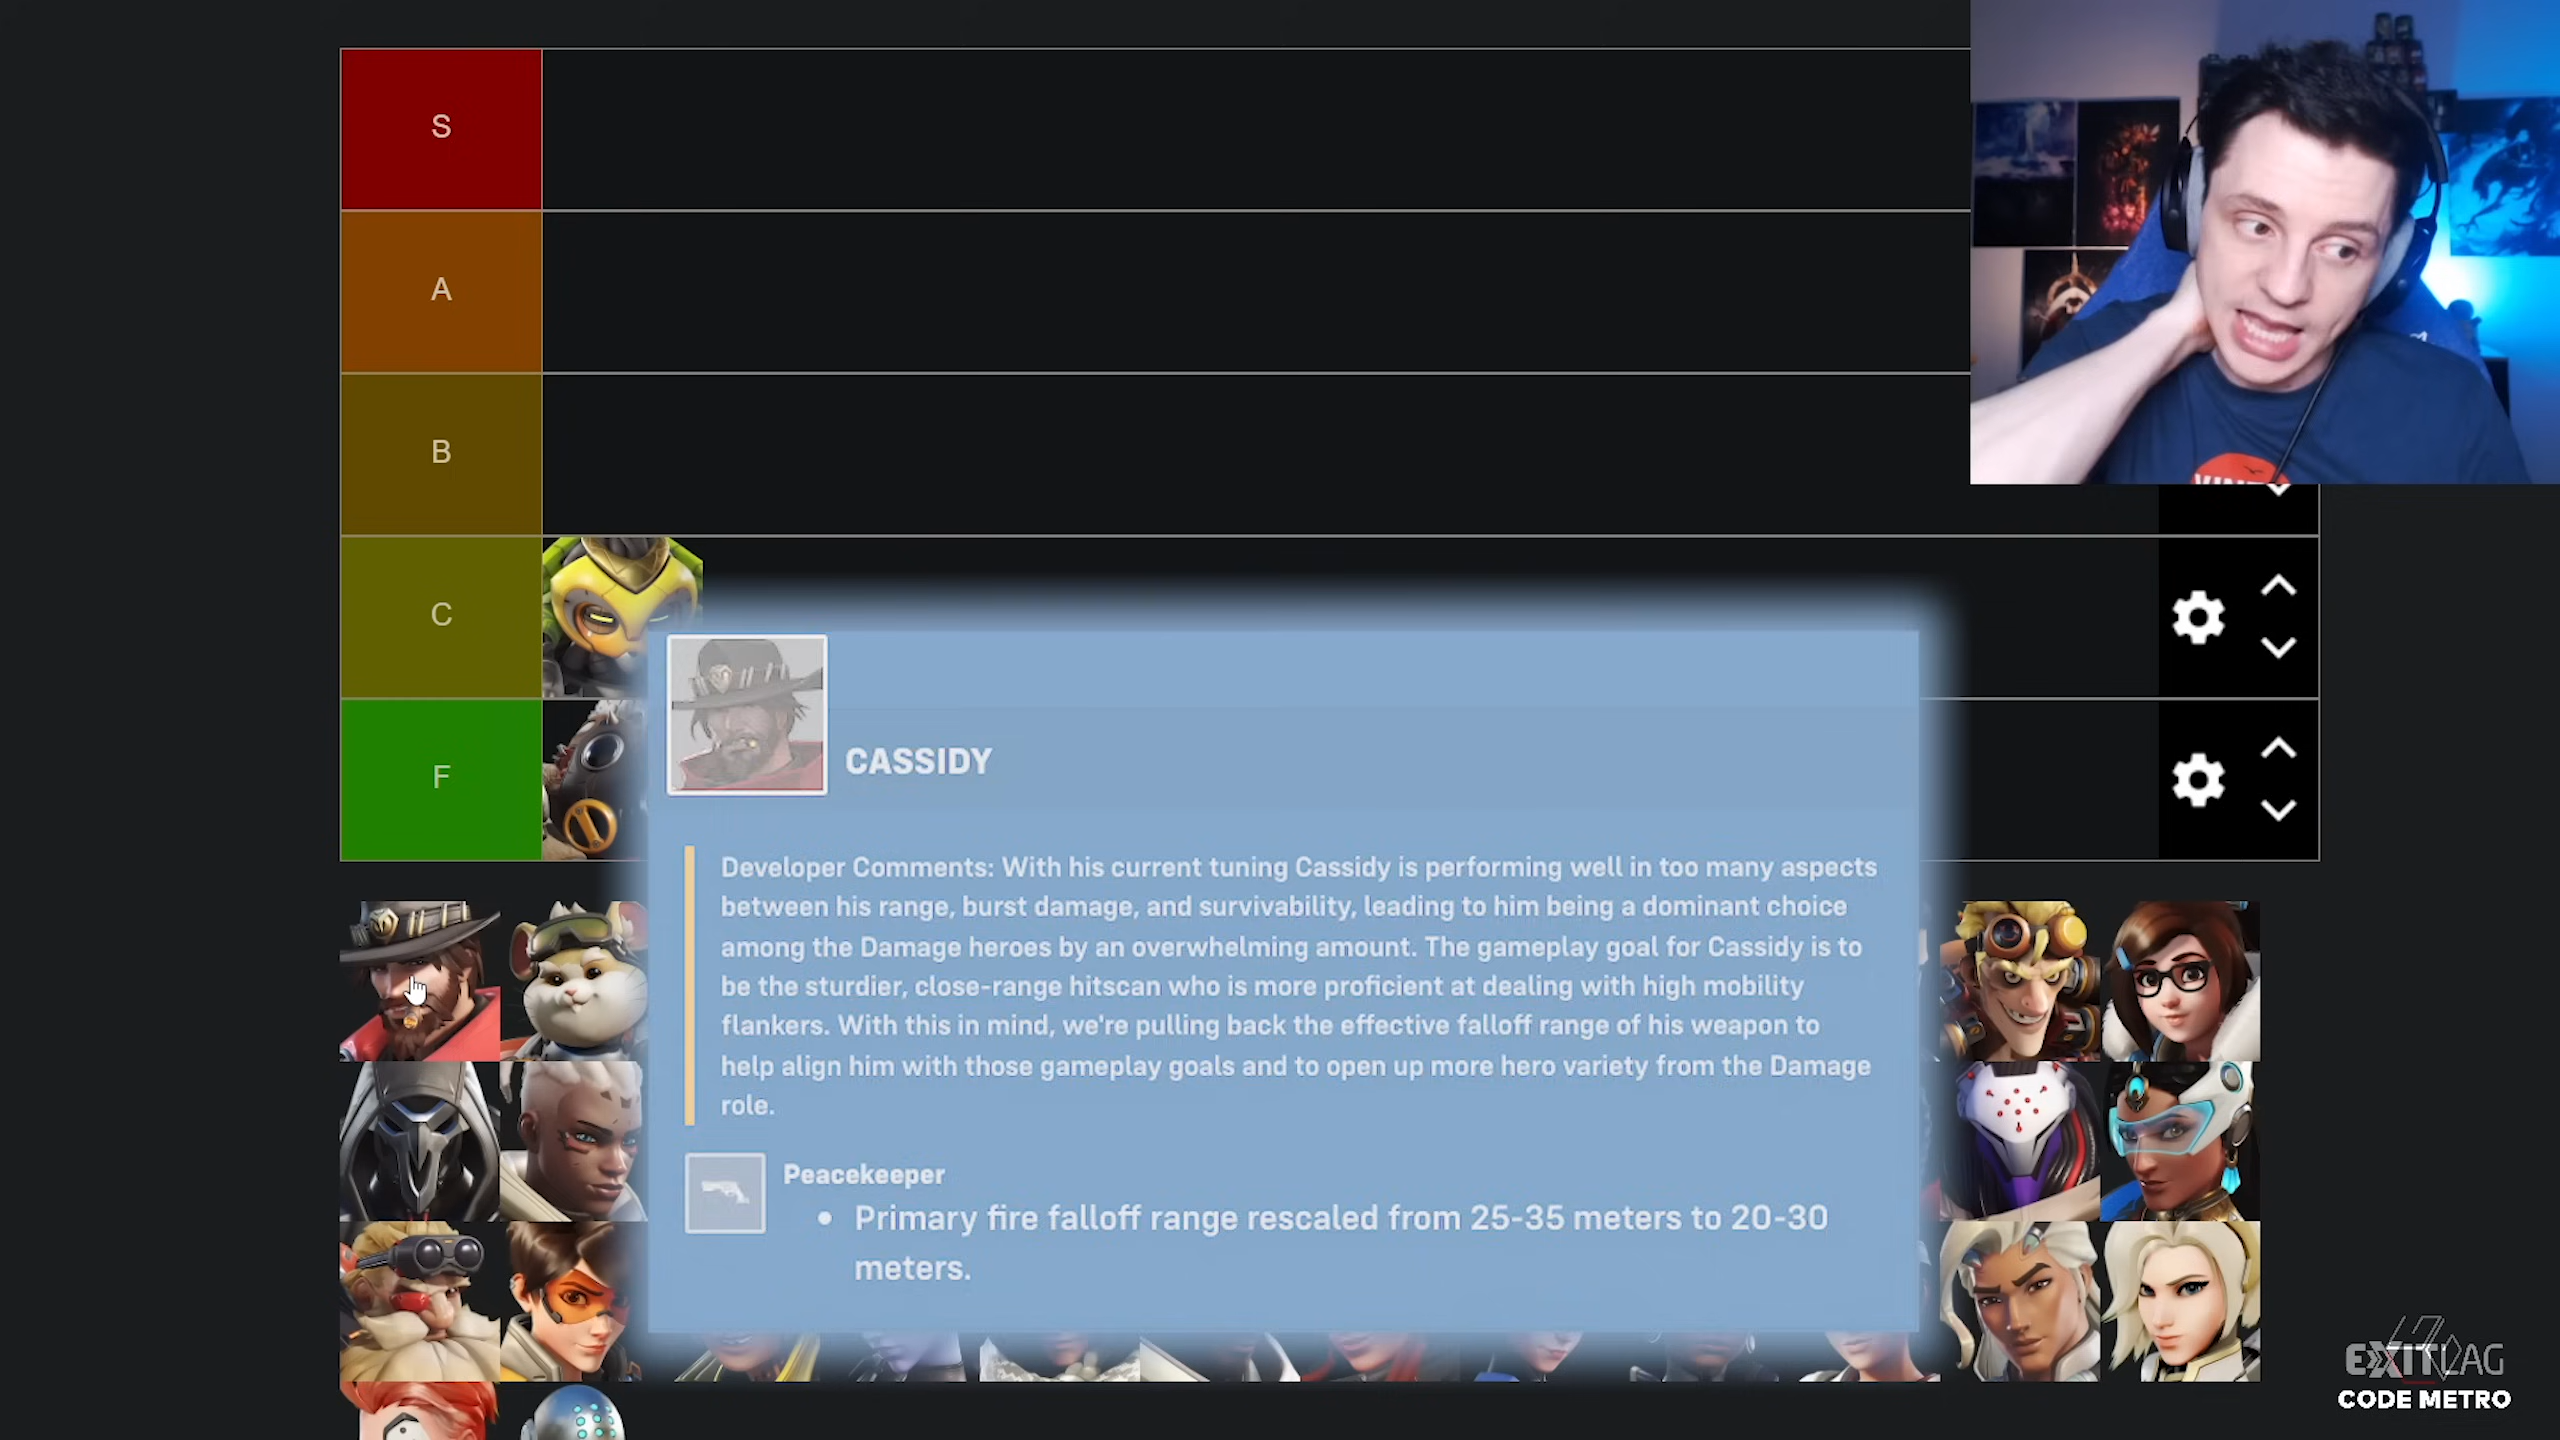 S
A
B
C
F
CASSIDY
Developer Comments: With his current tuning Cassidy is performing well in too many aspects
between his range, burst damage, and survivability, leading to him being a dominant choice
among the Damage heroes by an overwhelming amount. The gameplay goal for Cassidy is to
be the sturdier, close-range hitscan who is more proficient at dealing with high mobility
flankers. With this in mind, we're pulling back the effective falloff range of his weapon to
help align him with those gameplay goals and to open up more hero variety from the Damage
role.
Peacekeeper
• Primary fire falloff range rescaled from 25-35 meters to 20-30
meters.
EXITLAG
CODE METRO